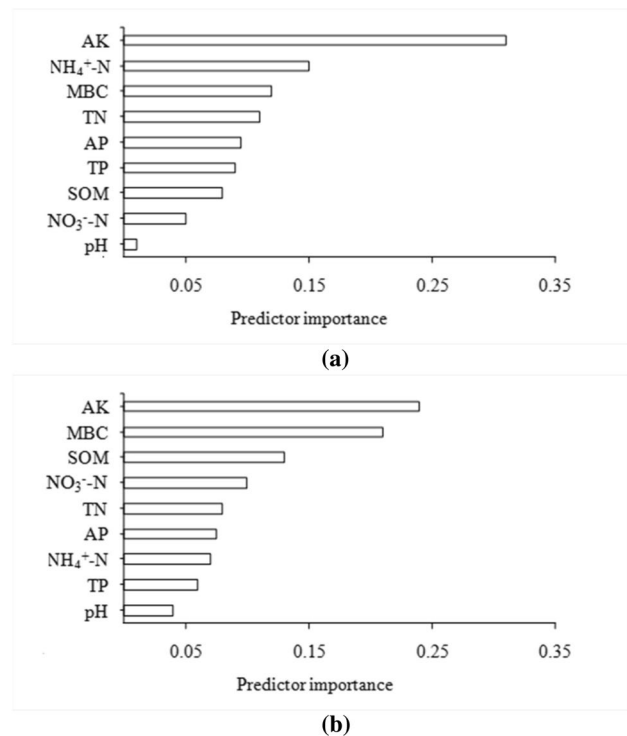 AK
NH₄⁺-N
MBC
TN
AP
TP
SOM
NO₃⁻-N
pH
0.05 0.15 0.25 0.35
Predictor importance
(a)
AK
MBC
SOM
NO₃⁻-N
TN
AP
NH₄⁺-N
TP
pH
0.05 0.15 0.25 0.35
Predictor importance
(b)